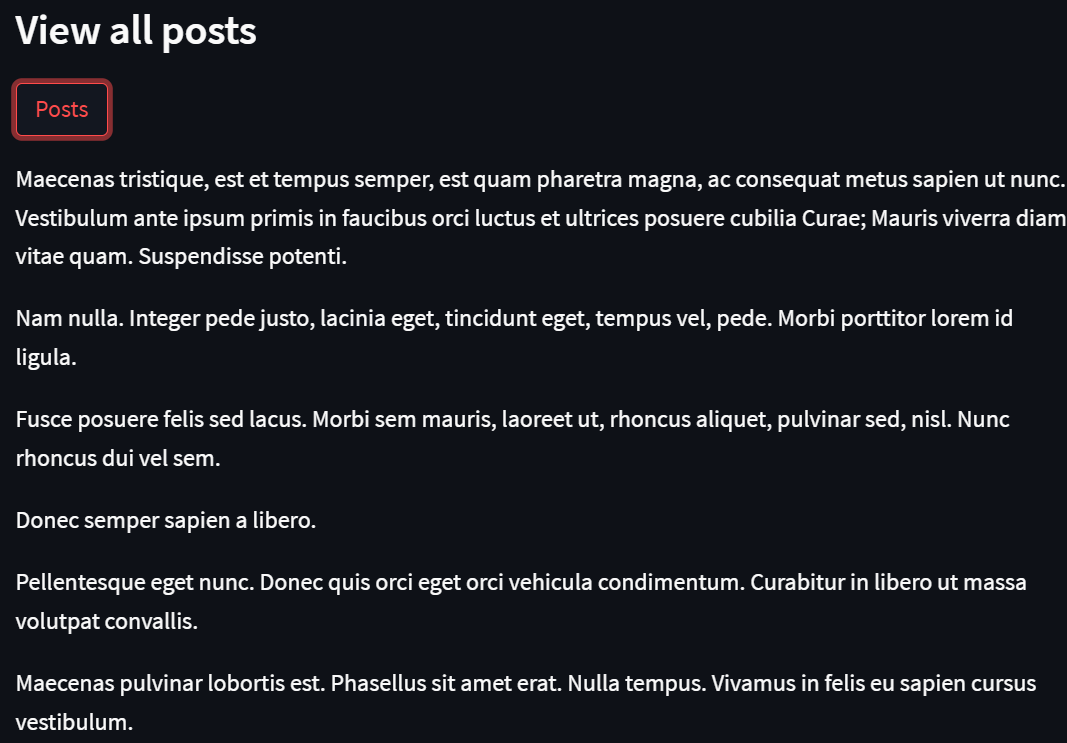 View all posts
Posts
Maecenas tristique, est et tempus semper, est quam pharetra magna, ac consequat metus sapien ut nunc.
Vestibulum ante ipsum primis in faucibus orci luctus et ultrices posuere cubilia Curae; Mauris viverra diam
vitae quam. Suspendisse potenti.
Nam nulla. Integer pede justo, lacinia eget, tincidunt eget, tempus vel, pede. Morbi porttitor lorem id
ligula.
Fusce posuere felis sed lacus. Morbi sem mauris, laoreet ut, rhoncus aliquet, pulvinar sed, nisl. Nunc
rhoncus dui vel sem.
Donec semper sapien a libero.
Pellentesque eget nunc. Donec quis orci eget orci vehicula condimentum. Curabitur in libero ut massa
volutpat convallis.
Maecenas pulvinar lobortis est. Phasellus sit amet erat. Nulla tempus. Vivamus in felis eu sapien cursus
vestibulum.